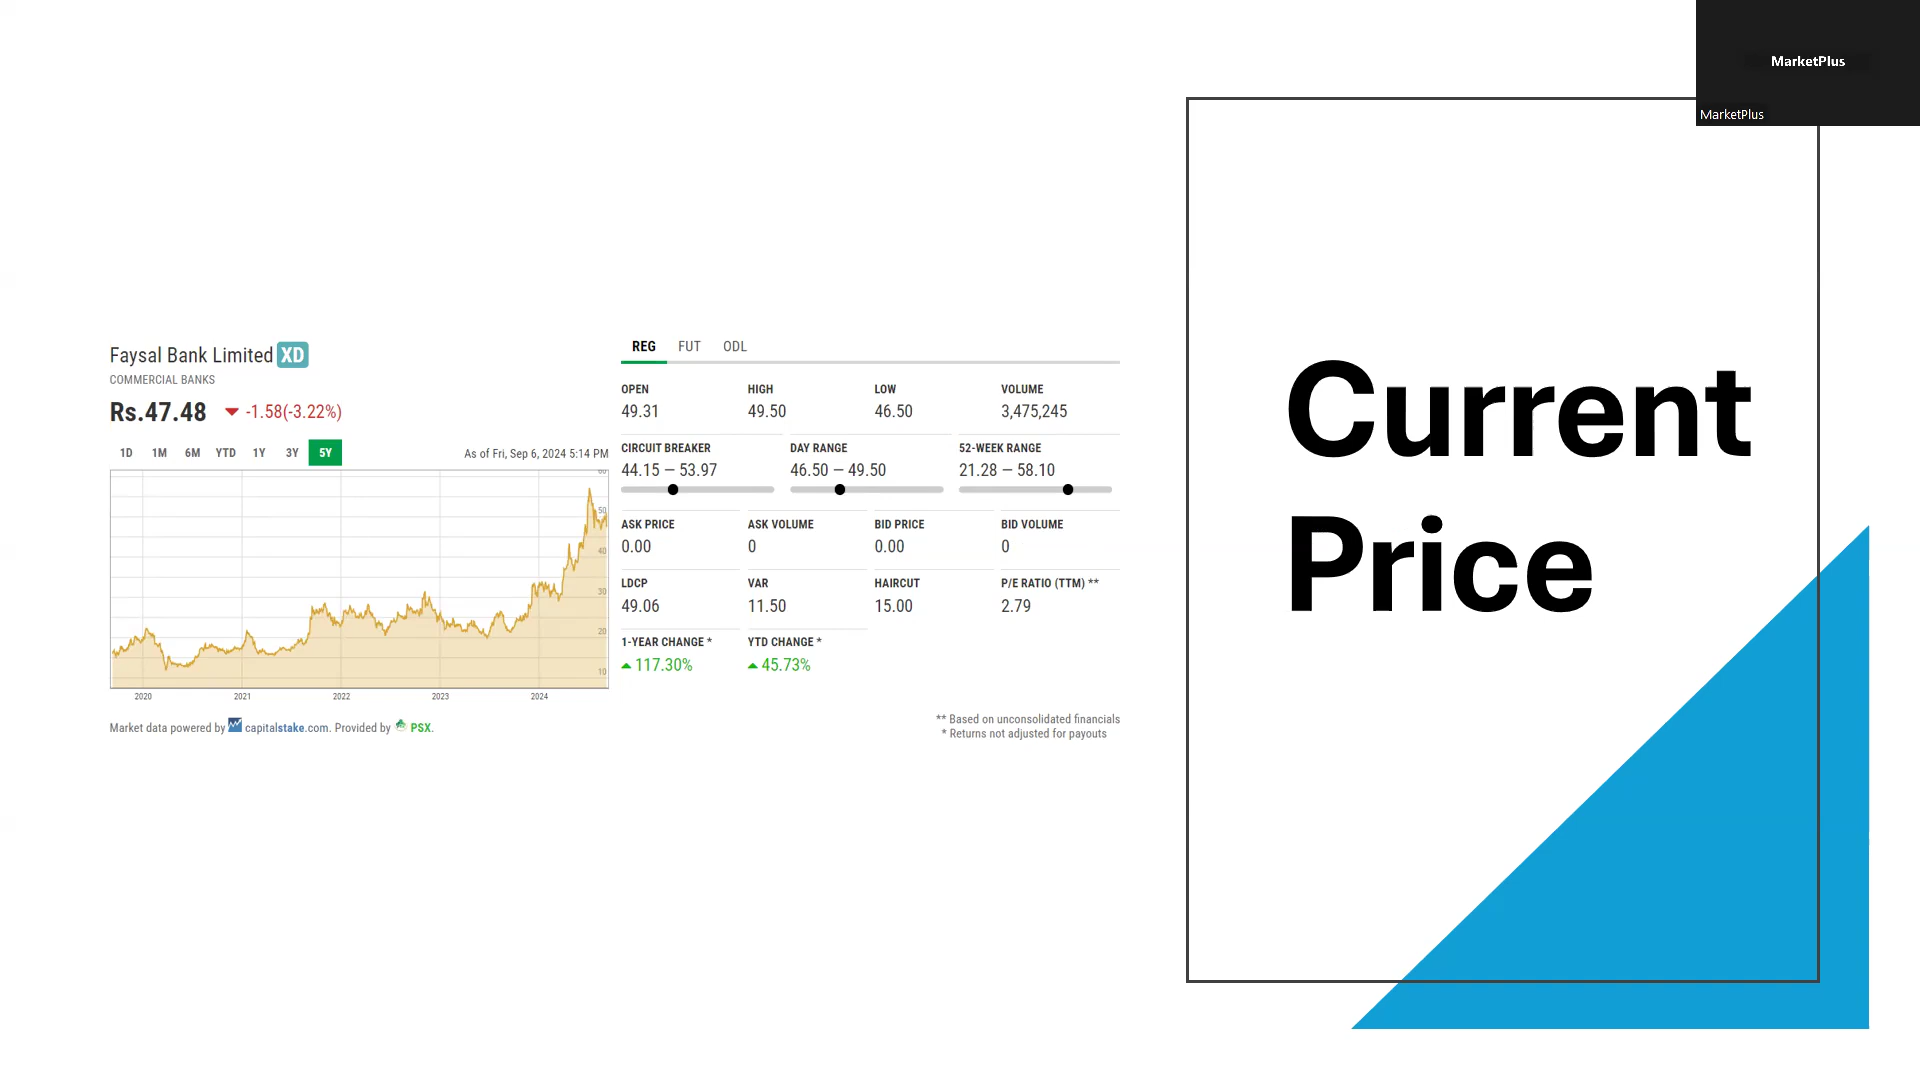 MarketPlus
MarketPlus
Faysal Bank Limited XD
COMMERCIAL BANKS
Rs.47.48 ▼ -1.58(-3.22%)
1D 1M 6M YTD 1Y 3Y 5Y
As of Fri, Sep 6, 2024 5:14 PM
60
50
40
30
20
10
2020 2021 2022 2023 2024
Market data powered by capitalstake.com. Provided by PSX.
REG FUT ODL
OPEN HIGH LOW VOLUME
49.31 49.50 46.50 3,475,245
CIRCUIT BREAKER DAY RANGE 52-WEEK RANGE
44.15 — 53.97 46.50 — 49.50 21.28 — 58.10
ASK PRICE ASK VOLUME BID PRICE BID VOLUME
0.00 0 0.00 0
LDCP VAR HAIRCUT P/E RATIO (TTM) **
49.06 11.50 15.00 2.79
1-YEAR CHANGE * YTD CHANGE *
▲ 117.30% ▲ 45.73%
** Based on unconsolidated financials
* Returns not adjusted for payouts
Current
Price